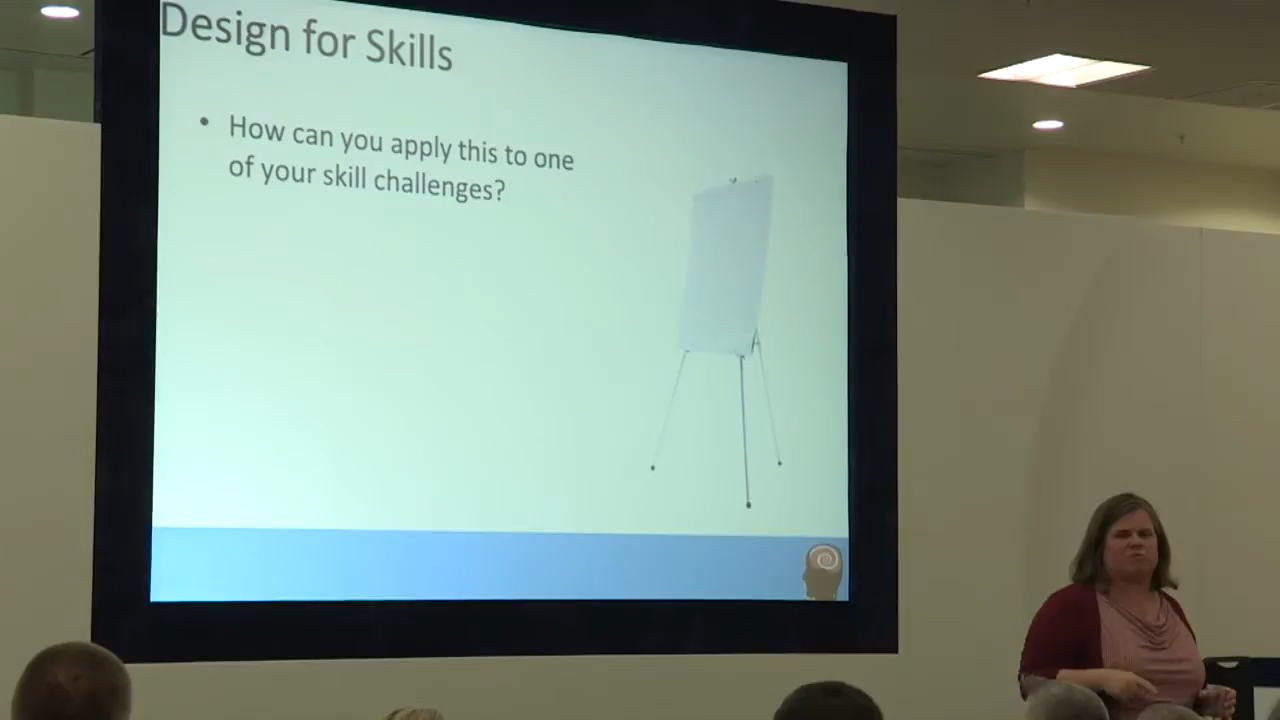 Design for Skills
• How can you apply this to one
of your skill challenges?